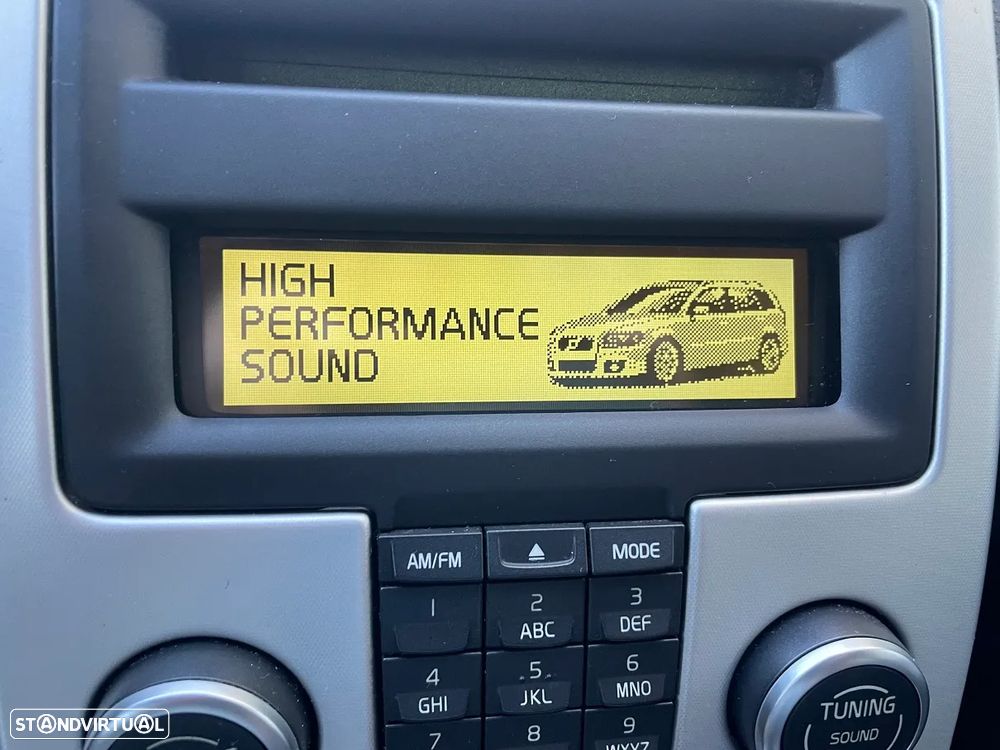 HIGH
PERFORMANCE
SOUND
AM/FM
MODE
1
2
3
ABC
DEF
4
5
6
GHI
JKL
MNO
7
8
9
WXYZ
TUNING
SOUND
STANDVIRTUAL